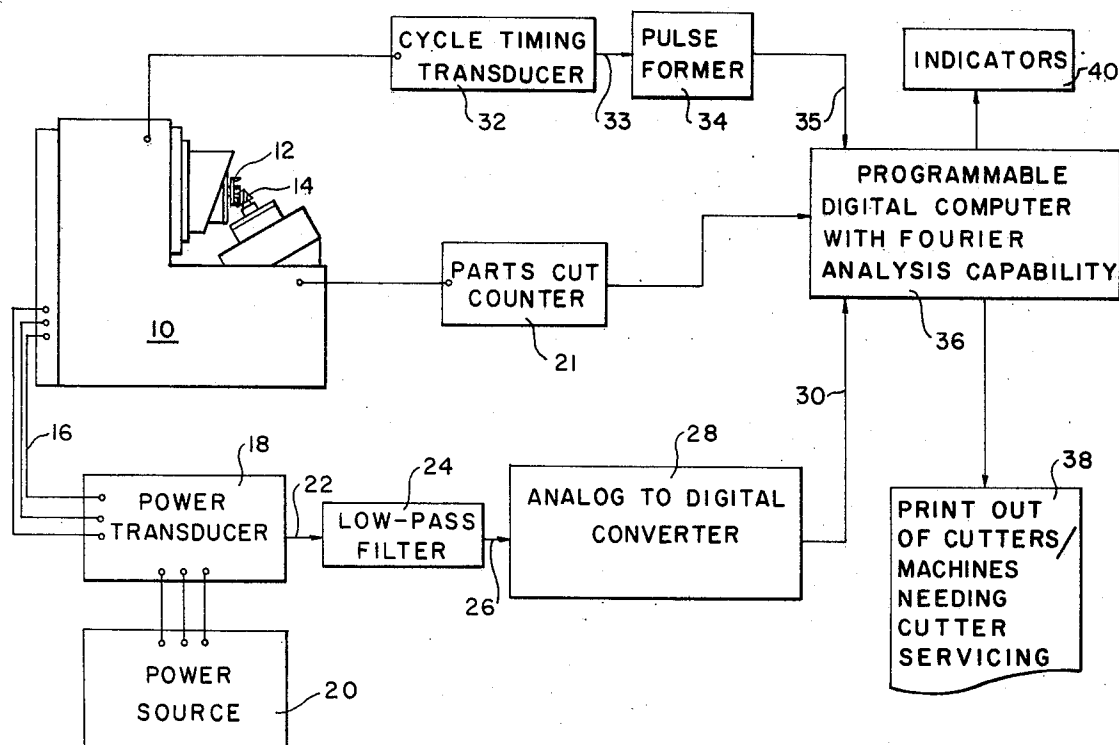 CYCLE TIMING
TRANSDUCER
32
33
PULSE
FORMER
34
35
INDICATORS
40
12
14
10
PARTS CUT
COUNTER
21
PROGRAMMABLE
DIGITAL COMPUTER
WITH FOURIER
ANALYSIS CAPABILITY
36
30
16
18
POWER
TRANSDUCER
22
24
LOW-PASS
FILTER
26
28
ANALOG TO DIGITAL
CONVERTER
38
PRINT OUT
OF CUTTERS/
MACHINES
NEEDING
CUTTER
SERVICING
POWER
SOURCE
20